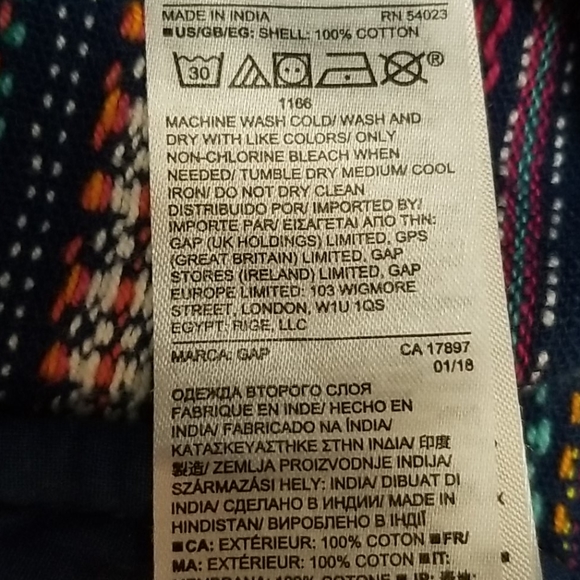 MADE IN INDIA RN 54023
■US/GB/EG: SHELL: 100% COTTON
30 ®
1166
MACHINE WASH COLD/ WASH AND
DRY WITH LIKE COLORS/ ONLY
NON-CHLORINE BLEACH WHEN
NEEDED/ TUMBLE DRY MEDIUM/ COOL
IRON/ DO NOT DRY CLEAN
DISTRIBUIDO POR/ IMPORTED BY/
IMPORTE PAR/ ΕΙΣΑΓΕΤΑΙ ΑΠΟ ΤΗΝ:
GAP (UK HOLDINGS) LIMITED, GPS
(GREAT BRITAIN) LIMITED, GAP
STORES (IRELAND) LIMITED, GAP
EUROPE LIMITED: 103 WIGMORE
STREET, LONDON, W1U 1QS
EGYPT: RIGE, LLC
MARCA: GAP CA 17897
01/18
ОДЕЖДА ВТОРОГО СЛОЯ
FABRIQUE EN INDE/ HECHO EN
INDIA/ FABRICADO NA ÍNDIA/
ΚΑΤΑΣΚΕΥΑΣΤΗΚΕ ΣΤΗΝ ΙΝΔΙΑ/ 印度
製造/ ZEMLJA PROIZVODNJE INDIJA/
SZÁRMAZÁSI HELY: INDIA/ DIBUAT DI
INDIA/ СДЕЛАНО В ИНДИИ/ MADE IN
HINDISTAN/ ВИРОБЛЕНО В ІНДІЇ
■CA: EXTÉRIEUR: 100% COTON ■FR/
MA: EXTÉRIEUR: 100% COTON ■IT: